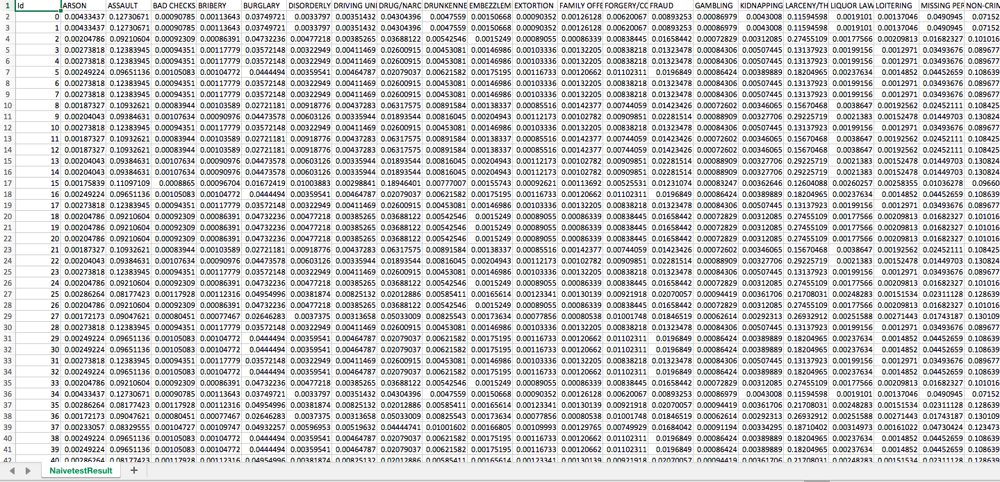 1 Id ARSON ASSAULT BAD CHECKS BRIBERY BURGLARY DISORDERLY DRIVING UN DRUG/NARC DRUNKENNE EMBEZZLEM EXTORTION FAMILY OFFE FORGERY/CO FRAUD GAMBLING KIDNAPPING LARCENY/TH LIQUOR LAW LOITERING MISSING PER NON-CRIM
2 0 0.00433437 0.12730671 0.00090785 0.00113643 0.03749721 0.0033797 0.00351432 0.04304396 0.0047559 0.00150668 0.00090352 0.00126128 0.00620067 0.00893253 0.00086979 0.0043008 0.11594598 0.0019101 0.00137046 0.0490945 0.07152
3 1 0.00433437 0.12730671 0.00090785 0.00113643 0.03749721 0.0033797 0.00351432 0.04304396 0.0047559 0.00150668 0.00090352 0.00126128 0.00620067 0.00893253 0.00086979 0.0043008 0.11594598 0.0019101 0.00137046 0.0490945 0.07152
4 2 0.00204786 0.09210604 0.00092309 0.00086391 0.04732236 0.00477218 0.00385265 0.03688122 0.00542546 0.0015249 0.00089055 0.00086339 0.00838445 0.01658442 0.00072829 0.00312085 0.27455109 0.00177566 0.00209813 0.01682327 0.101016
5 3 0.00273818 0.12383945 0.00094351 0.00117779 0.03572148 0.00322949 0.00411469 0.02600915 0.00453081 0.00146986 0.00103336 0.00132205 0.00838218 0.01323478 0.00084306 0.00507445 0.13137923 0.00199156 0.0012971 0.03493676 0.089677
6 4 0.00273818 0.12383945 0.00094351 0.00117779 0.03572148 0.00322949 0.00411469 0.02600915 0.00453081 0.00146986 0.00103336 0.00132205 0.00838218 0.01323478 0.00084306 0.00507445 0.13137923 0.00199156 0.0012971 0.03493676 0.089677
7 5 0.00249224 0.09651136 0.00105083 0.00104772 0.0444494 0.00359541 0.00464787 0.02079037 0.00621582 0.00175195 0.00116733 0.00120662 0.01102311 0.0196849 0.00086424 0.00389889 0.18204965 0.00237634 0.0014852 0.04452659 0.108639
8 6 0.00273818 0.12383945 0.00094351 0.00117779 0.03572148 0.00322949 0.00411469 0.02600915 0.00453081 0.00146986 0.00103336 0.00132205 0.00838218 0.01323478 0.00084306 0.00507445 0.13137923 0.00199156 0.0012971 0.03493676 0.089677
9 7 0.00273818 0.12383945 0.00094351 0.00117779 0.03572148 0.00322949 0.00411469 0.02600915 0.00453081 0.00146986 0.00103336 0.00132205 0.00838218 0.01323478 0.00084306 0.00507445 0.13137923 0.00199156 0.0012971 0.03493676 0.089677
10 8 0.00187327 0.10932621 0.00083944 0.00103589 0.02721181 0.00918776 0.00437283 0.06317575 0.00891584 0.00138337 0.00085516 0.00142377 0.00744059 0.01423426 0.00072602 0.00346065 0.15670468 0.0038647 0.00192562 0.02452111 0.108425
11 9 0.00204043 0.09384631 0.00107634 0.00090976 0.04473578 0.00603126 0.00335944 0.01893544 0.00816045 0.00204943 0.00112173 0.00102782 0.00909851 0.02281514 0.00088909 0.00327706 0.29225719 0.0021383 0.00152478 0.01449703 0.130824
12 10 0.00273818 0.12383945 0.00094351 0.00117779 0.03572148 0.00322949 0.00411469 0.02600915 0.00453081 0.00146986 0.00103336 0.00132205 0.00838218 0.01323478 0.00084306 0.00507445 0.13137923 0.00199156 0.0012971 0.03493676 0.089677
13 11 0.00187327 0.10932621 0.00083944 0.00103589 0.02721181 0.00918776 0.00437283 0.06317575 0.00891584 0.00138337 0.00085516 0.00142377 0.00744059 0.01423426 0.00072602 0.00346065 0.15670468 0.0038647 0.00192562 0.02452111 0.108425
14 12 0.00187327 0.10932621 0.00083944 0.00103589 0.02721181 0.00918776 0.00437283 0.06317575 0.00891584 0.00138337 0.00085516 0.00142377 0.00744059 0.01423426 0.00072602 0.00346065 0.15670468 0.0038647 0.00192562 0.02452111 0.108425
15 13 0.00204043 0.09384631 0.00107634 0.00090976 0.04473578 0.00603126 0.00335944 0.01893544 0.00816045 0.00204943 0.00112173 0.00102782 0.00909851 0.02281514 0.00088909 0.00327706 0.29225719 0.0021383 0.00152478 0.01449703 0.130824
16 14 0.00204043 0.09384631 0.00107634 0.00090976 0.04473578 0.00603126 0.00335944 0.01893544 0.00816045 0.00204943 0.00112173 0.00102782 0.00909851 0.02281514 0.00088909 0.00327706 0.29225719 0.0021383 0.00152478 0.01449703 0.130824
17 15 0.00175839 0.11097109 0.0008865 0.00096704 0.01672419 0.01003883 0.00298841 0.18946401 0.00777007 0.00155743 0.00092621 0.00113692 0.00525531 0.01231074 0.00083247 0.00362646 0.12604088 0.00260257 0.00258355 0.01036278 0.09660
18 16 0.00249224 0.09651136 0.00105083 0.00104772 0.0444494 0.00359541 0.00464787 0.02079037 0.00621582 0.00175195 0.00116733 0.00120662 0.01102311 0.0196849 0.00086424 0.00389889 0.18204965 0.00237634 0.0014852 0.04452659 0.108639
19 17 0.00273818 0.12383945 0.00094351 0.00117779 0.03572148 0.00322949 0.00411469 0.02600915 0.00453081 0.00146986 0.00103336 0.00132205 0.00838218 0.01323478 0.00084306 0.00507445 0.13137923 0.00199156 0.0012971 0.03493676 0.089677
20 18 0.00204786 0.09210604 0.00092309 0.00086391 0.04732236 0.00477218 0.00385265 0.03688122 0.00542546 0.0015249 0.00089055 0.00086339 0.00838445 0.01658442 0.00072829 0.00312085 0.27455109 0.00177566 0.00209813 0.01682327 0.101016
21 19 0.00204786 0.09210604 0.00092309 0.00086391 0.04732236 0.00477218 0.00385265 0.03688122 0.00542546 0.0015249 0.00089055 0.00086339 0.00838445 0.01658442 0.00072829 0.00312085 0.27455109 0.00177566 0.00209813 0.01682327 0.101016
22 20 0.00204786 0.09210604 0.00092309 0.00086391 0.04732236 0.00477218 0.00385265 0.03688122 0.00542546 0.0015249 0.00089055 0.00086339 0.00838445 0.01658442 0.00072829 0.00312085 0.27455109 0.00177566 0.00209813 0.01682327 0.101016
23 21 0.00187327 0.10932621 0.00083944 0.00103589 0.02721181 0.00918776 0.00437283 0.06317575 0.00891584 0.00138337 0.00085516 0.00142377 0.00744059 0.01423426 0.00072602 0.00346065 0.15670468 0.0038647 0.00192562 0.02452111 0.108425
24 22 0.00204043 0.09384631 0.00107634 0.00090976 0.04473578 0.00603126 0.00335944 0.01893544 0.00816045 0.00204943 0.00112173 0.00102782 0.00909851 0.02281514 0.00088909 0.00327706 0.29225719 0.0021383 0.00152478 0.01449703 0.130824
25 23 0.00273818 0.12383945 0.00094351 0.00117779 0.03572148 0.00322949 0.00411469 0.02600915 0.00453081 0.00146986 0.00103336 0.00132205 0.00838218 0.01323478 0.00084306 0.00507445 0.13137923 0.00199156 0.0012971 0.03493676 0.089677
26 24 0.00204786 0.09210604 0.00092309 0.00086391 0.04732236 0.00477218 0.00385265 0.03688122 0.00542546 0.0015249 0.00089055 0.00086339 0.00838445 0.01658442 0.00072829 0.00312085 0.27455109 0.00177566 0.00209813 0.01682327 0.101016
27 25 0.00286264 0.08177423 0.00117928 0.00112316 0.04954996 0.00381874 0.00825132 0.02012886 0.00585411 0.00165614 0.00123341 0.00130139 0.00921918 0.02070057 0.00094419 0.00361706 0.21708031 0.00248283 0.00151534 0.02311128 0.128639
28 26 0.00204786 0.09210604 0.00092309 0.00086391 0.04732236 0.00477218 0.00385265 0.03688122 0.00542546 0.0015249 0.00089055 0.00086339 0.00838445 0.01658442 0.00072829 0.00312085 0.27455109 0.00177566 0.00209813 0.01682327 0.101016
29 27 0.00172173 0.09047621 0.00080451 0.00077467 0.02646283 0.0037375 0.00313658 0.05033009 0.00825543 0.00173634 0.00077856 0.00080538 0.01001748 0.01846519 0.00062614 0.00292313 0.26932912 0.00251588 0.00271443 0.01743187 0.130109
30 28 0.00273818 0.12383945 0.00094351 0.00117779 0.03572148 0.00322949 0.00411469 0.02600915 0.00453081 0.00146986 0.00103336 0.00132205 0.00838218 0.01323478 0.00084306 0.00507445 0.13137923 0.00199156 0.0012971 0.03493676 0.089677
31 29 0.00249224 0.09651136 0.00105083 0.00104772 0.0444494 0.00359541 0.00464787 0.02079037 0.00621582 0.00175195 0.00116733 0.00120662 0.01102311 0.0196849 0.00086424 0.00389889 0.18204965 0.00237634 0.0014852 0.04452659 0.108639
32 30 0.00249224 0.09651136 0.00105083 0.00104772 0.0444494 0.00359541 0.00464787 0.02079037 0.00621582 0.00175195 0.00116733 0.00120662 0.01102311 0.0196849 0.00086424 0.00389889 0.18204965 0.00237634 0.0014852 0.04452659 0.108639
33 31 0.00273818 0.12383945 0.00094351 0.00117779 0.03572148 0.00322949 0.00411469 0.02600915 0.00453081 0.00146986 0.00103336 0.00132205 0.00838218 0.01323478 0.00084306 0.00507445 0.13137923 0.00199156 0.0012971 0.03493676 0.089677
34 32 0.00249224 0.09651136 0.00105083 0.00104772 0.0444494 0.00359541 0.00464787 0.02079037 0.00621582 0.00175195 0.00116733 0.00120662 0.01102311 0.0196849 0.00086424 0.00389889 0.18204965 0.00237634 0.0014852 0.04452659 0.108639
35 33 0.00204786 0.09210604 0.00092309 0.00086391 0.04732236 0.00477218 0.00385265 0.03688122 0.00542546 0.0015249 0.00089055 0.00086339 0.00838445 0.01658442 0.00072829 0.00312085 0.27455109 0.00177566 0.00209813 0.01682327 0.101016
36 34 0.00433437 0.12730671 0.00090785 0.00113643 0.03749721 0.0033797 0.00351432 0.04304396 0.0047559 0.00150668 0.00090352 0.00126128 0.00620067 0.00893253 0.00086979 0.0043008 0.11594598 0.0019101 0.00137046 0.0490945 0.07152
37 35 0.00286264 0.08177423 0.00117928 0.00112316 0.04954996 0.00381874 0.00825132 0.02012886 0.00585411 0.00165614 0.00123341 0.00130139 0.00921918 0.02070057 0.00094419 0.00361706 0.21708031 0.00248283 0.00151534 0.02311128 0.128639
38 36 0.00172173 0.09047621 0.00080451 0.00077467 0.02646283 0.0037375 0.00313658 0.05033009 0.00825543 0.00173634 0.00077856 0.00080538 0.01001748 0.01846519 0.00062614 0.00292313 0.26932912 0.00251588 0.00271443 0.01743187 0.130109
39 37 0.00233057 0.08329555 0.00104727 0.00109747 0.04932257 0.00596953 0.00519632 0.04444741 0.01001602 0.00166805 0.00109993 0.00129765 0.00749929 0.01668401 0.00091194 0.00334295 0.18710402 0.00314973 0.00161022 0.04730424 0.123473
40 38 0.00249224 0.09651136 0.00105083 0.00104772 0.0444494 0.00359541 0.00464787 0.02079037 0.00621582 0.00175195 0.00116733 0.00120662 0.01102311 0.0196849 0.00086424 0.00389889 0.18204965 0.00237634 0.0014852 0.04452659 0.108639
41 39 0.00249224 0.09651136 0.00105083 0.00104772 0.0444494 0.00359541 0.00464787 0.02079037 0.00621582 0.00175195 0.00116733 0.00120662 0.01102311 0.0196849 0.00086424 0.00389889 0.18204965 0.00237634 0.0014852 0.04452659 0.108639
42 40 0.00286264 0.08177423 0.00117928 0.00112316 0.04954996 0.00381874 0.00825132 0.02012886 0.00585411 0.00165614 0.00123341 0.00130139 0.00921918 0.02070057 0.00094419 0.00361706 0.21708031 0.00248283 0.00151534 0.02311128 0.128639
NaivetestResult +